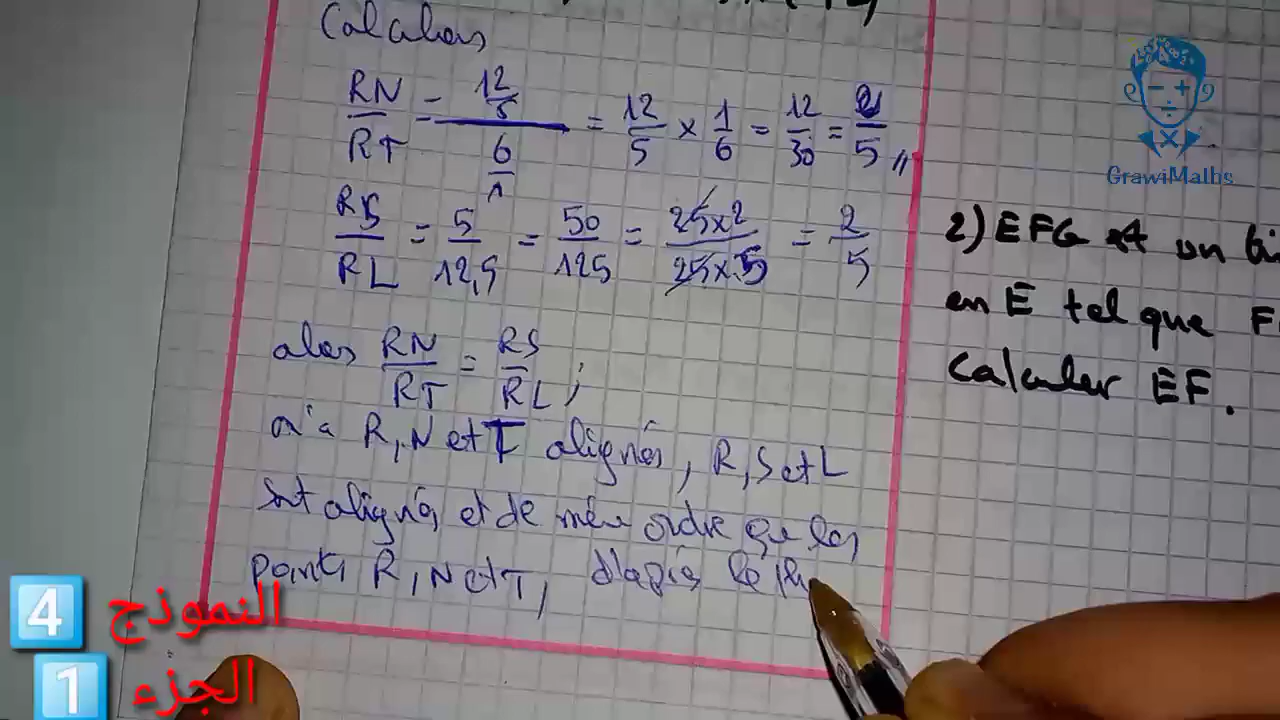 Calculons
RN/RT = (12/5)/(6/1) = 12/5 × 1/6 = 12/30 = 2/5 //
RS/RL = 5/12,5 = 50/125 = 25×2/25×5 = 2/5
alors RN/RT = RS/RL ;
on a R, N et T alignés, R, S et L
sont alignés et de même ordre que les
points R, N et T, d'après le th
2) EFG est un
en E tel que F
Calculer EF.
GrawiMaths
4 النموذج
1 الجزء